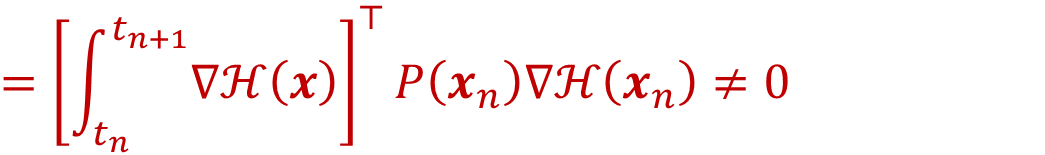 = [∫_{t_n}^{t_{n+1}} ∇ℋ(𝒙)]^⊤ P(𝒙_n)∇ℋ(𝒙_n) ≠ 0